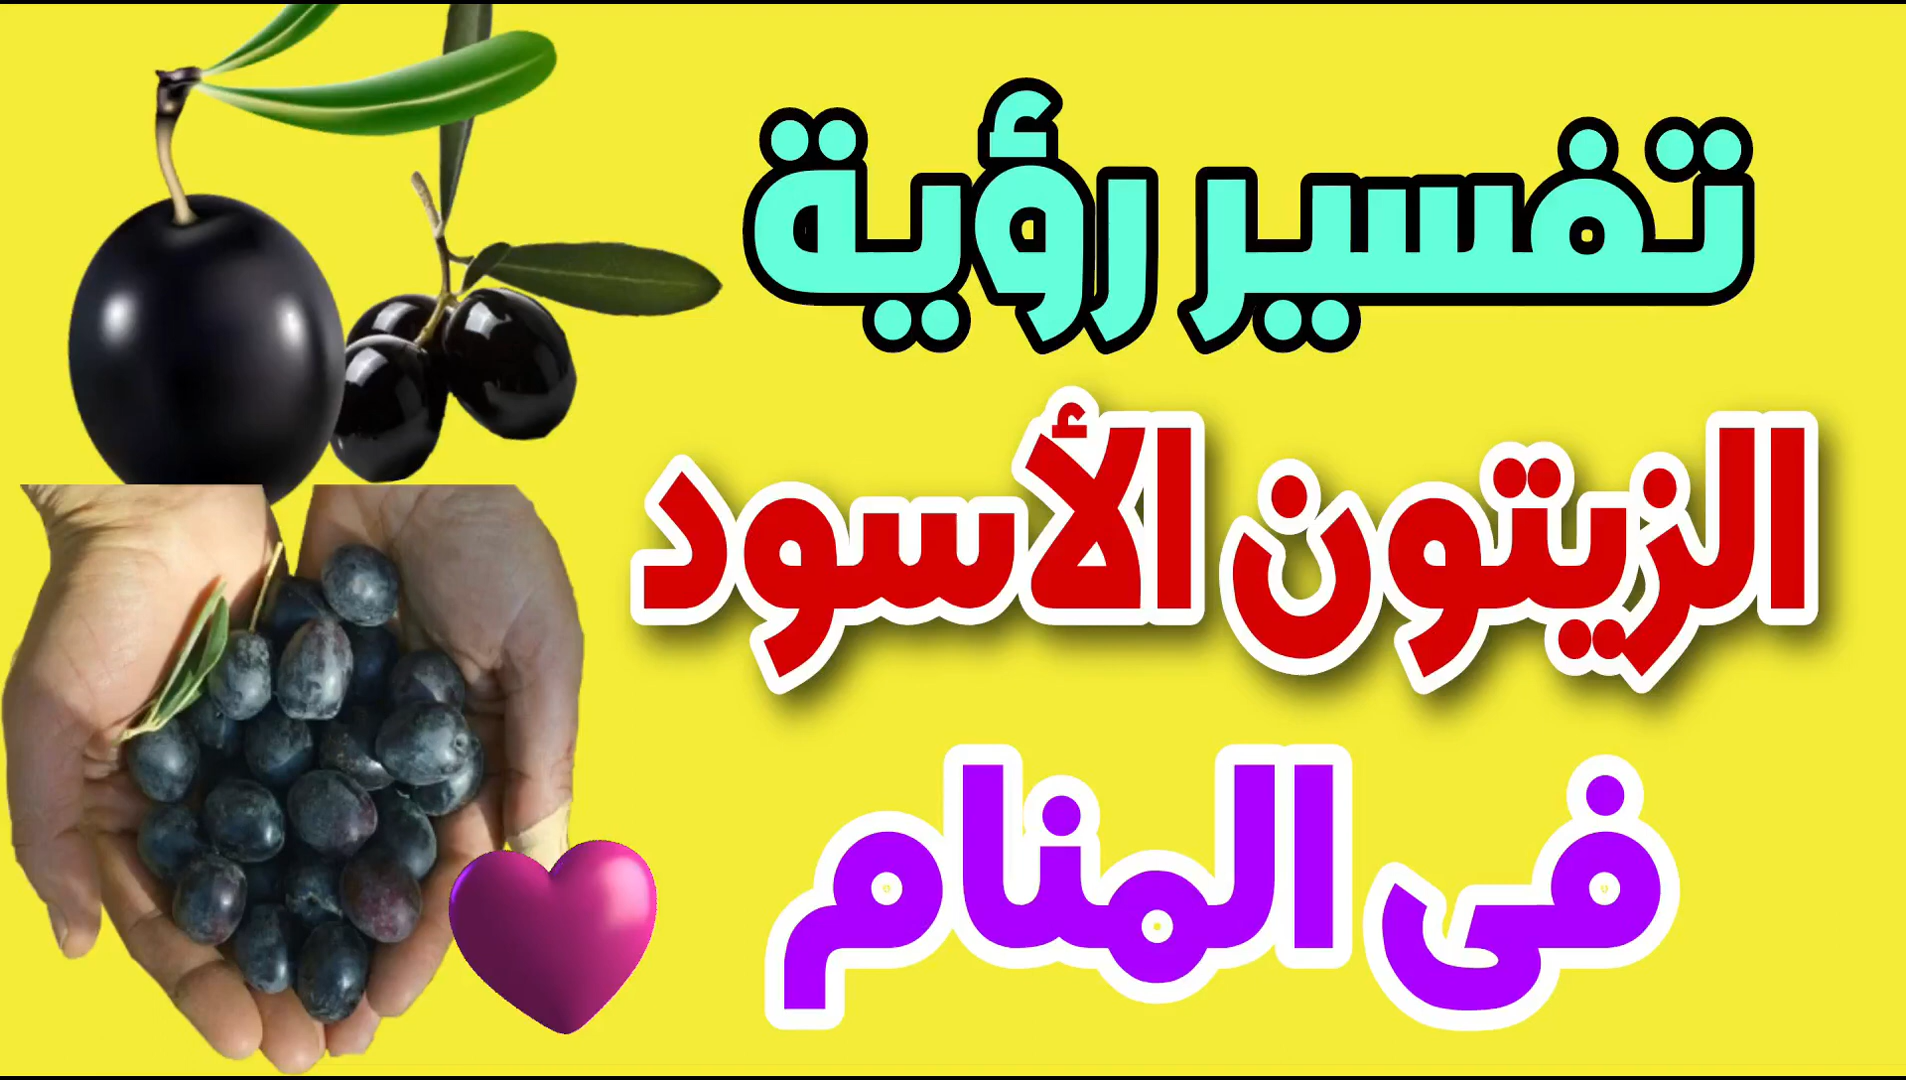 تفسير رؤية
الزيتون الأسود
فى المنام